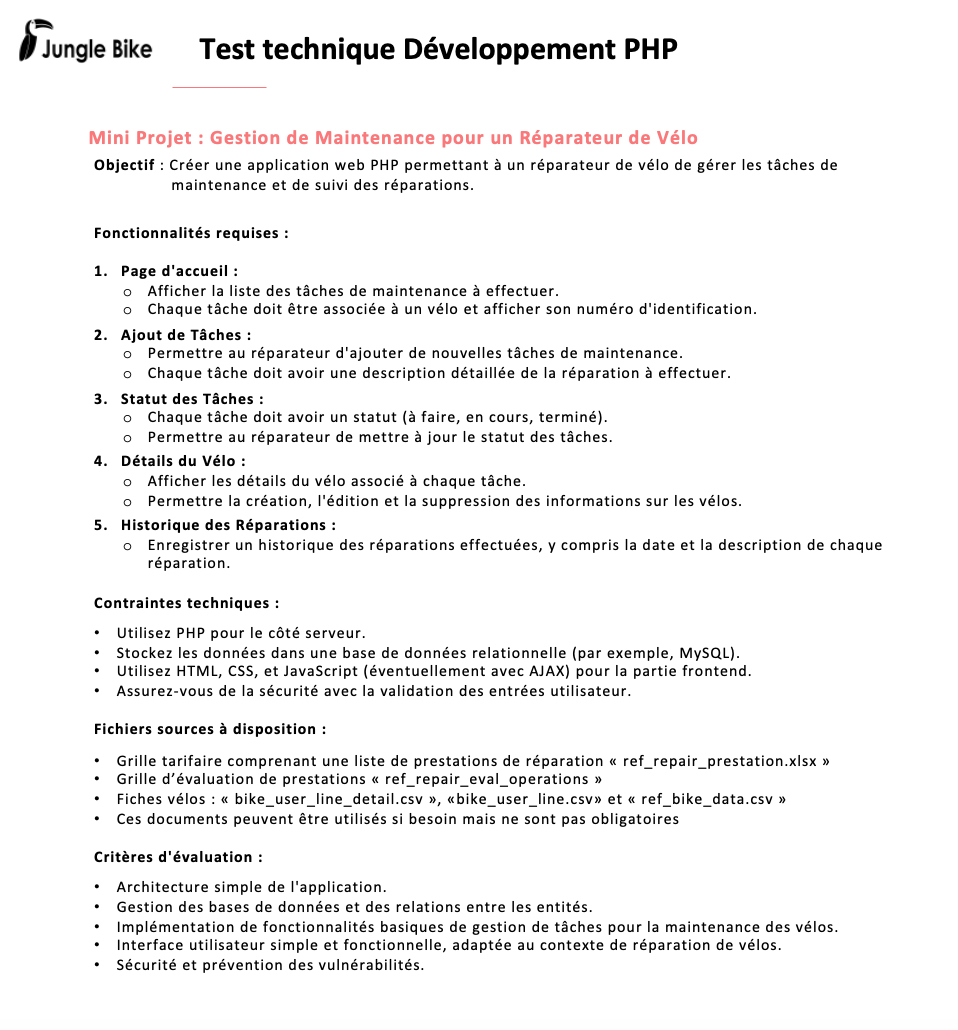 Jungle Bike
Test technique Développement PHP
Mini Projet : Gestion de Maintenance pour un Réparateur de Vélo
Objectif : Créer une application web PHP permettant à un réparateur de vélo de gérer les tâches de
maintenance et de suivi des réparations.
Fonctionnalités requises :
1. Page d'accueil :
o Afficher la liste des tâches de maintenance à effectuer.
o Chaque tâche doit être associée à un vélo et afficher son numéro d'identification.
2. Ajout de Tâches :
o Permettre au réparateur d'ajouter de nouvelles tâches de maintenance.
o Chaque tâche doit avoir une description détaillée de la réparation à effectuer.
3. Statut des Tâches :
o Chaque tâche doit avoir un statut (à faire, en cours, terminé).
o Permettre au réparateur de mettre à jour le statut des tâches.
4. Détails du Vélo :
o Afficher les détails du vélo associé à chaque tâche.
o Permettre la création, l'édition et la suppression des informations sur les vélos.
5. Historique des Réparations :
o Enregistrer un historique des réparations effectuées, y compris la date et la description de chaque
réparation.
Contraintes techniques :
• Utilisez PHP pour le côté serveur.
• Stockez les données dans une base de données relationnelle (par exemple, MySQL).
• Utilisez HTML, CSS, et JavaScript (éventuellement avec AJAX) pour la partie frontend.
• Assurez-vous de la sécurité avec la validation des entrées utilisateur.
Fichiers sources à disposition :
• Grille tarifaire comprenant une liste de prestations de réparation « ref_repair_prestation.xlsx »
• Grille d’évaluation de prestations « ref_repair_eval_operations »
• Fiches vélos : « bike_user_line_detail.csv », «bike_user_line.csv» et « ref_bike_data.csv »
• Ces documents peuvent être utilisés si besoin mais ne sont pas obligatoires
Critères d'évaluation :
• Architecture simple de l'application.
• Gestion des bases de données et des relations entre les entités.
• Implémentation de fonctionnalités basiques de gestion de tâches pour la maintenance des vélos.
• Interface utilisateur simple et fonctionnelle, adaptée au contexte de réparation de vélos.
• Sécurité et prévention des vulnérabilités.